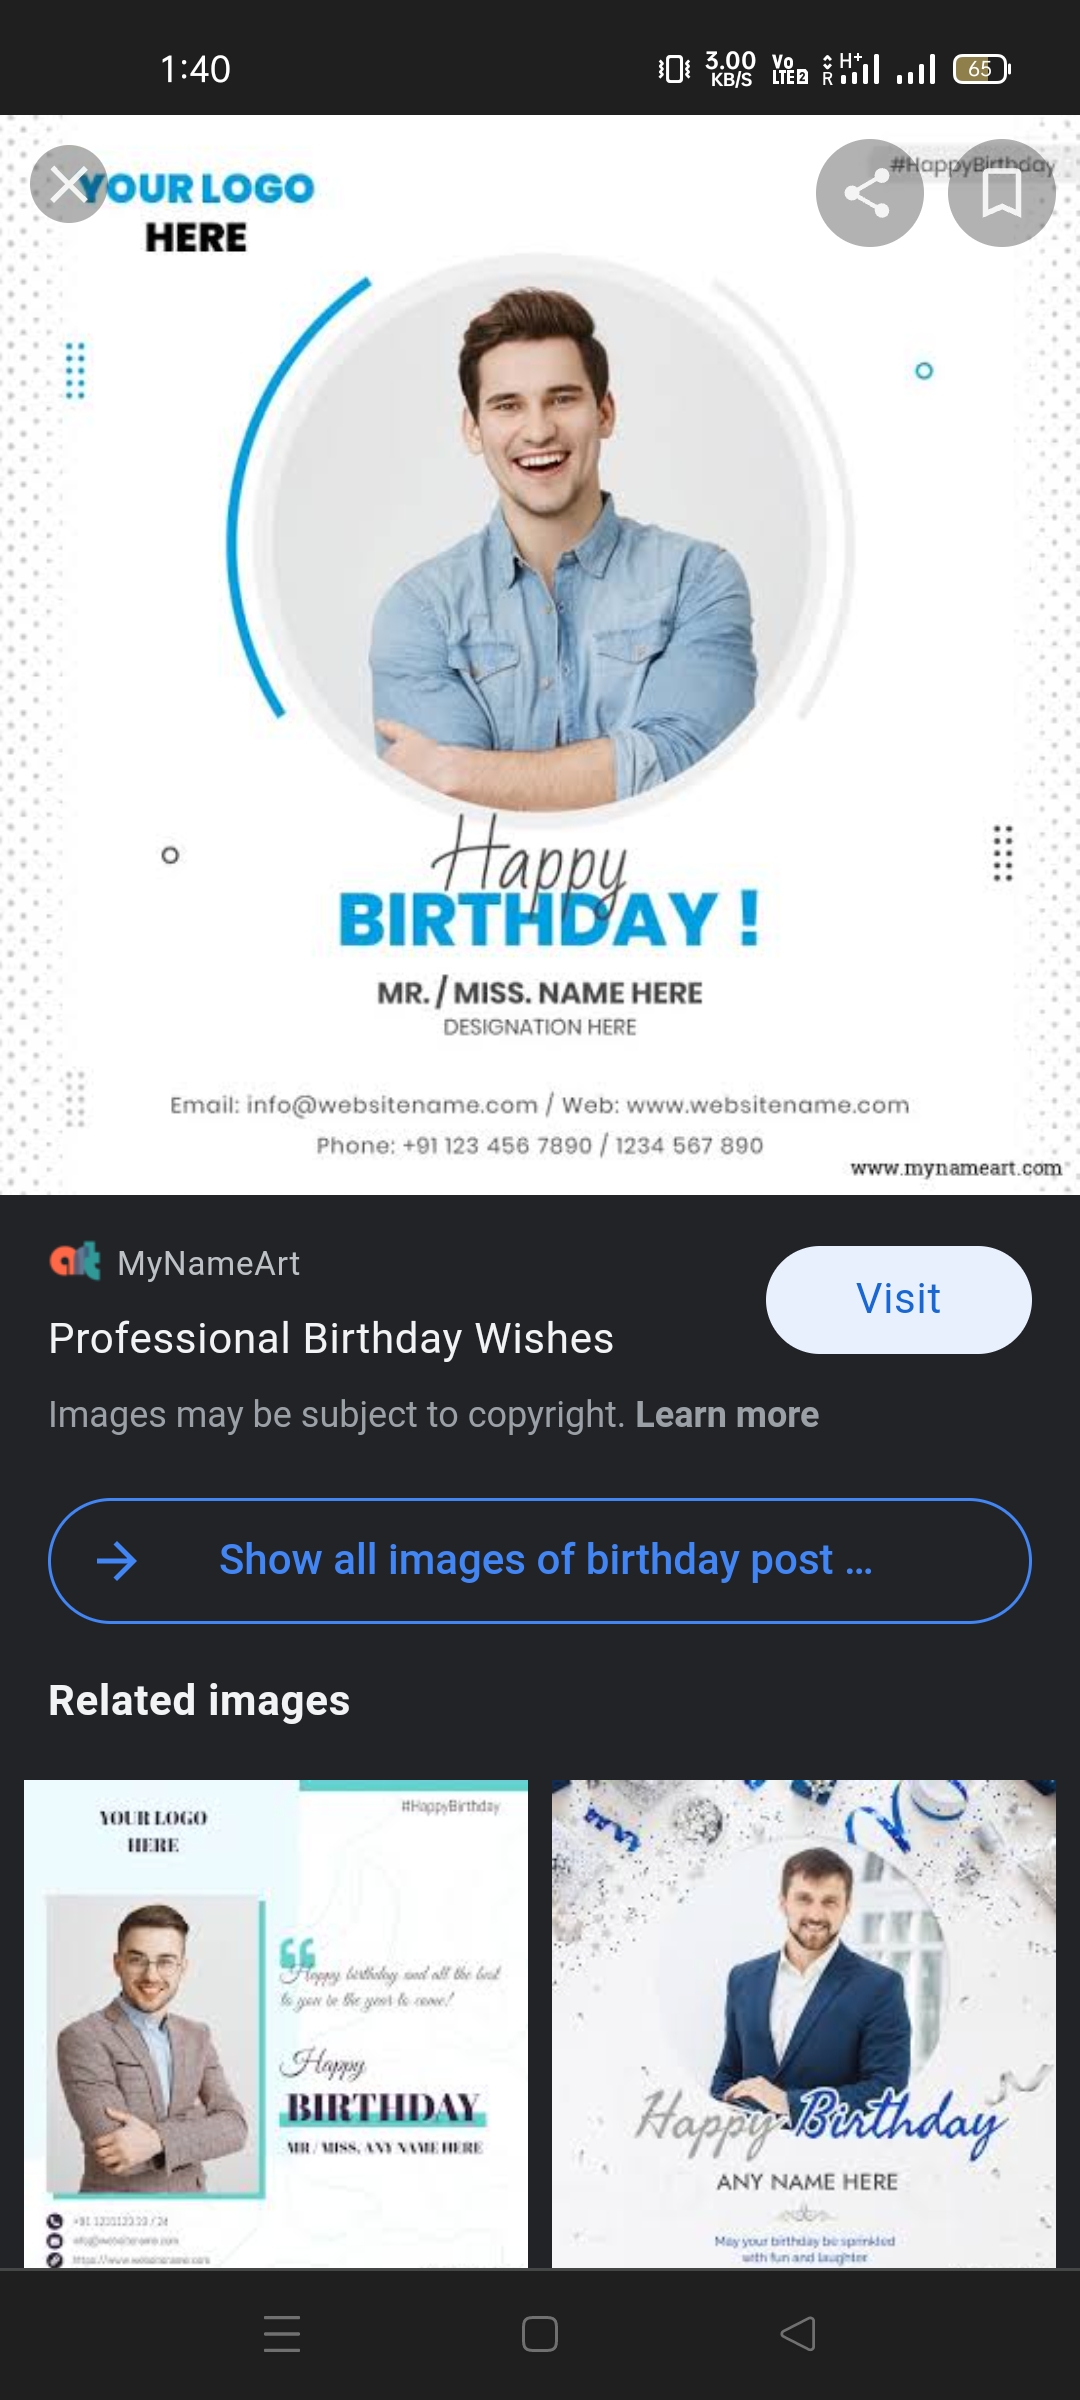 1:40
3.00
KB/S
Vo
LTE 2
R
H+
65
YOUR LOGO
HERE
#HappyBirthday
Happy
BIRTHDAY !
MR. / MISS. NAME HERE
DESIGNATION HERE
Email: info@websitename.com / Web: www.websitename.com
Phone: +91 123 456 7890 / 1234 567 890
www.mynameart.com
art
MyNameArt
Visit
Professional Birthday Wishes
Images may be subject to copyright. Learn more
Show all images of birthday post ...
Related images
YOUR LOGO
HERE
#HappyBirthday
Happy birthday and all the best
to you in the year to come!
Happy
BIRTHDAY
MR / MISS. ANY NAME HERE
info@websitename.com
https://www.websitename.com
Happy Birthday
ANY NAME HERE
May your birthday be sprinkled
with fun and laughter